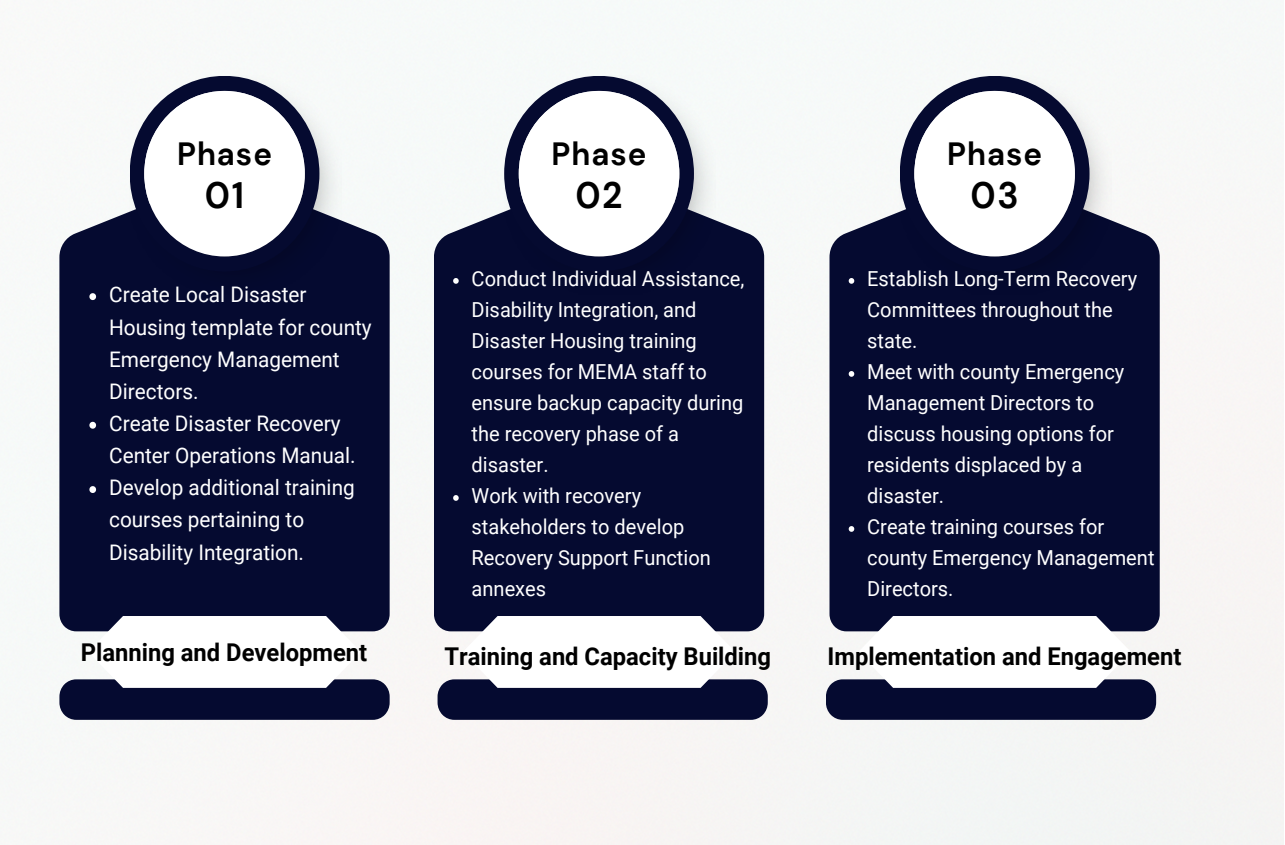 Phase
01
• Create Local Disaster
Housing template for county
Emergency Management
Directors.
• Create Disaster Recovery
Center Operations Manual.
• Develop additional training
courses pertaining to
Disability Integration.
Planning and Development
Phase
02
• Conduct Individual Assistance,
Disability Integration, and
Disaster Housing training
courses for MEMA staff to
ensure backup capacity during
the recovery phase of a
disaster.
• Work with recovery
stakeholders to develop
Recovery Support Function
annexes
Training and Capacity Building
Phase
03
• Establish Long-Term Recovery
Committees throughout the
state.
• Meet with county Emergency
Management Directors to
discuss housing options for
residents displaced by a
disaster.
• Create training courses for
county Emergency Management
Directors.
Implementation and Engagement